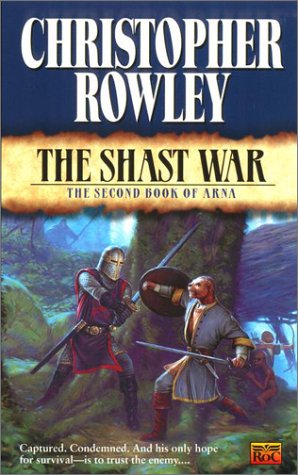 CHRISTOPHER
ROWLEY
THE SHAST WAR
THE SECOND BOOK OF ARNA
Captured. Condemned. And his only hope
for survival—is to trust the enemy....
ROC